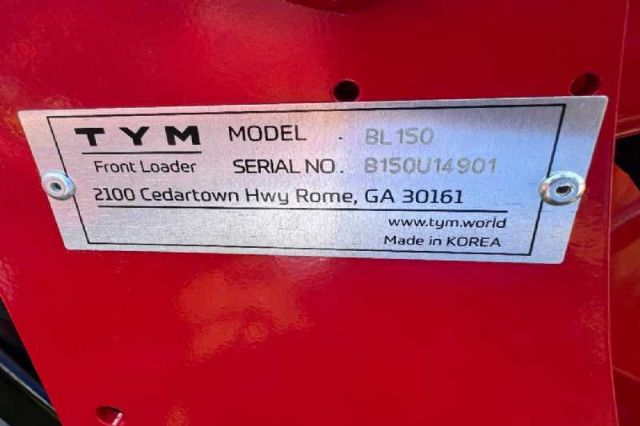 TYM MODEL . BL150
Front Loader SERIAL NO. B150U14901
2100 Cedartown Hwy Rome, GA 30161
www.tym.world
Made in KOREA